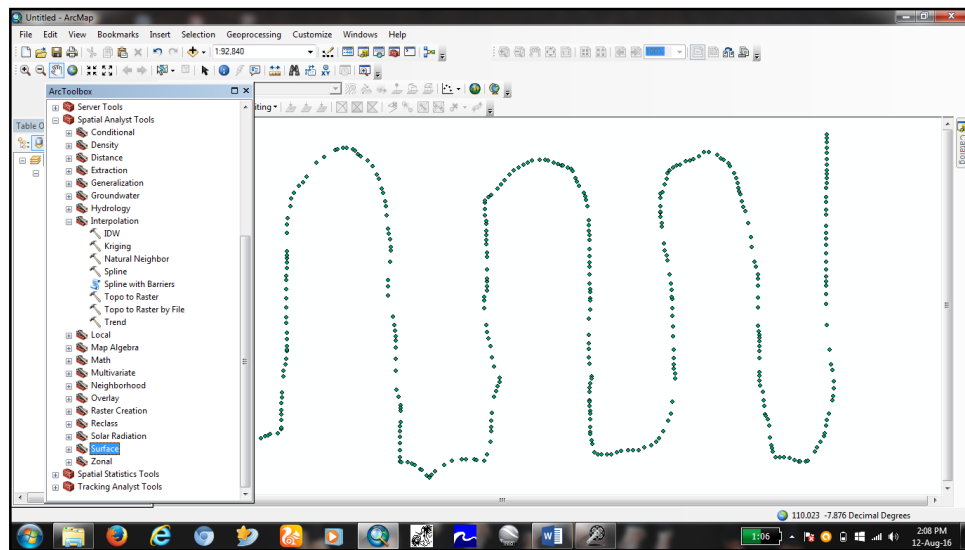 Untitled - ArcMap
File Edit View Bookmarks Insert Selection Geoprocessing Customize Windows Help
1:92,840
ArcToolbox
Server Tools
Spatial Analyst Tools
Conditional
Density
Distance
Extraction
Generalization
Groundwater
Hydrology
Interpolation
IDW
Kriging
Natural Neighbor
Spline
Spline with Barriers
Topo to Raster
Topo to Raster by File
Trend
Local
Map Algebra
Math
Multivariate
Neighborhood
Overlay
Raster Creation
Reclass
Solar Radiation
Surface
Zonal
Spatial Statistics Tools
Tracking Analyst Tools
Table O
iting
Catalog
110.023 -7.876 Decimal Degrees
1:06
2:08 PM
12-Aug-16